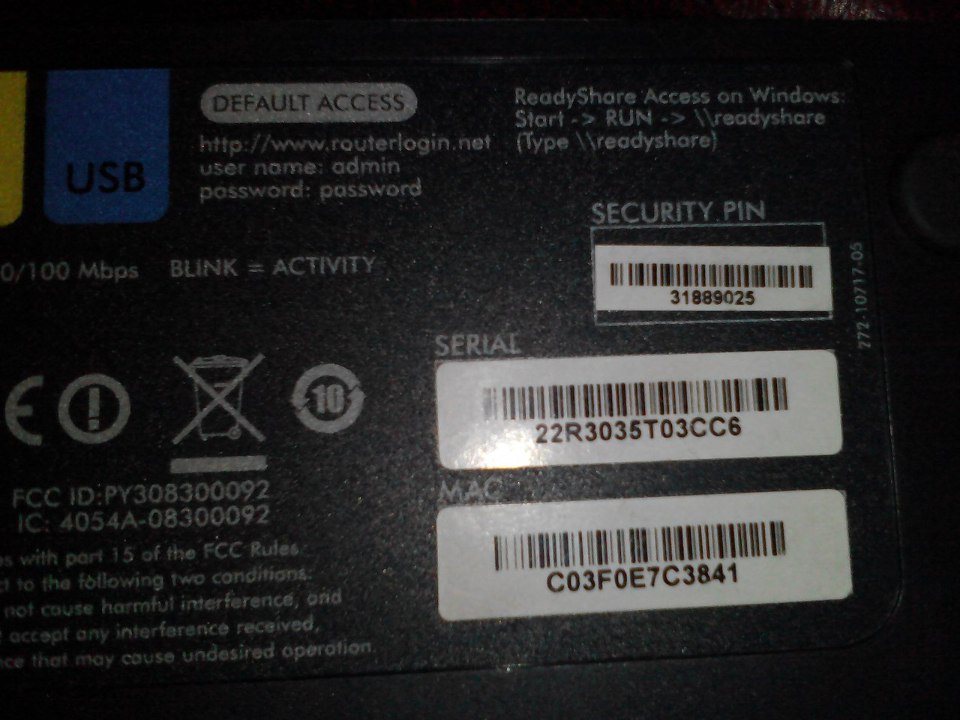 USB
DEFAULT ACCESS
http://www.routerlogin.net
user name: admin
password: password
ReadyShare Access on Windows:
Start -> RUN -> \\readyshare
(Type \\readyshare)
SECURITY PIN
31889025
272-10717-05
0/100 Mbps BLINK = ACTIVITY
SERIAL
22R3035T03CC6
CE
10
MAC
C03F0E7C3841
FCC ID:PY308300092
IC: 4054A-08300092
s with part 15 of the FCC Rules
t to the following two conditions:
not cause harmful interference, and
accept any interference received,
nce that may cause undesired operation.